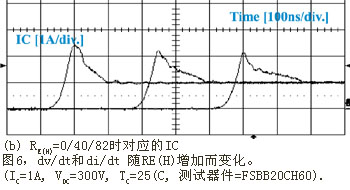 Time [100ns/div.]
IC [1A/div.]
(b) RE(H)=0/40/82时对应的IC
图6, dv/dt和di/dt 随RE(H)增加而变化。
(IC=1A, VDC=300V, TC=25(C, 测试器件=FSBB20CH60).